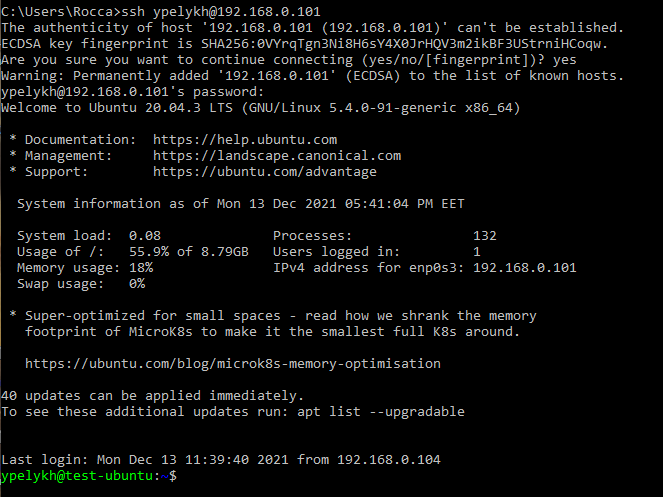 C:\Users\Rocca>ssh ypelykh@192.168.0.101
The authenticity of host '192.168.0.101 (192.168.0.101)' can't be established.
ECDSA key fingerprint is SHA256:0VYrqTgn3Ni8H6sY4X0JrHQV3m2ikBF3UStrniHCoqw.
Are you sure you want to continue connecting (yes/no/[fingerprint])? yes
Warning: Permanently added '192.168.0.101' (ECDSA) to the list of known hosts.
ypelykh@192.168.0.101's password:
Welcome to Ubuntu 20.04.3 LTS (GNU/Linux 5.4.0-91-generic x86_64)

 * Documentation:  https://help.ubuntu.com
 * Management:     https://landscape.canonical.com
 * Support:        https://ubuntu.com/advantage

  System information as of Mon 13 Dec 2021 05:41:04 PM EET

  System load:  0.08               Processes:               132
  Usage of /:   55.9% of 8.79GB   Users logged in:         1
  Memory usage: 18%                IPv4 address for enp0s3: 192.168.0.101
  Swap usage:   0%

 * Super-optimized for small spaces - read how we shrank the memory
   footprint of MicroK8s to make it the smallest full K8s around.

   https://ubuntu.com/blog/microk8s-memory-optimisation

40 updates can be applied immediately.
To see these additional updates run: apt list --upgradable


Last login: Mon Dec 13 11:39:40 2021 from 192.168.0.104
ypelykh@test-ubuntu:~$